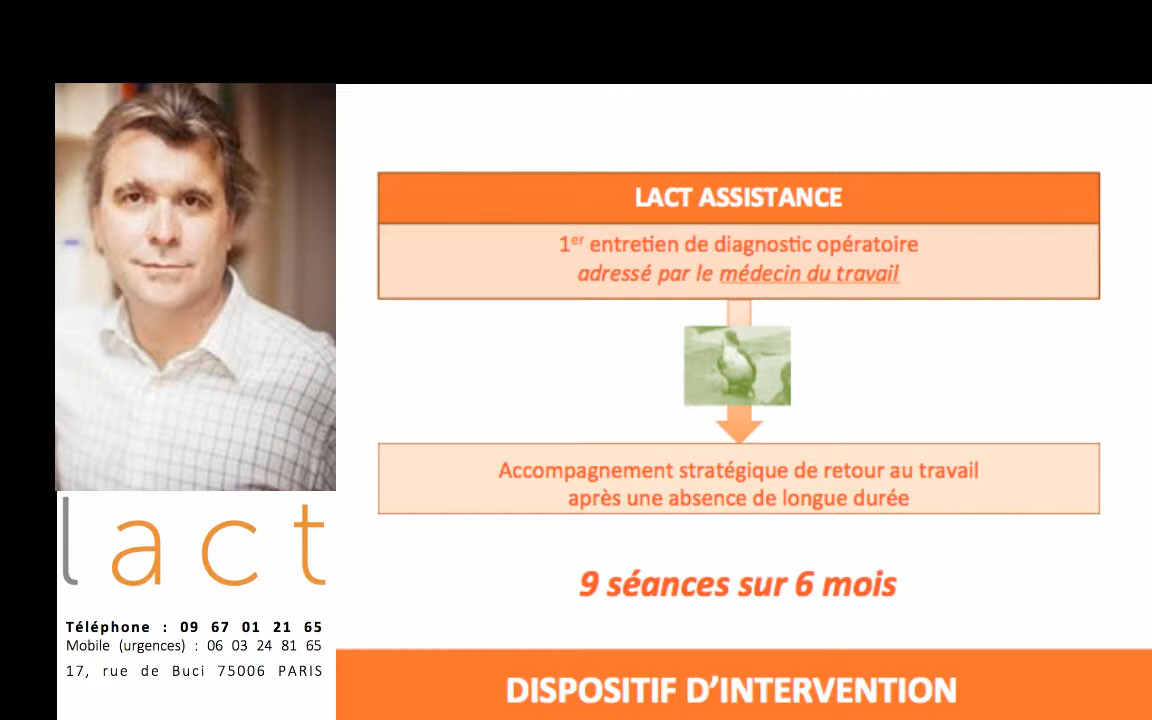 LACT ASSISTANCE
1er entretien de diagnostic opératoire
adressé par le médecin du travail
Accompagnement stratégique de retour au travail
après une absence de longue durée
9 séances sur 6 mois
DISPOSITIF D’INTERVENTION
lact
Téléphone : 09 67 01 21 65
Mobile (urgences) : 06 03 24 81 65
17, rue de Buci 75006 PARIS